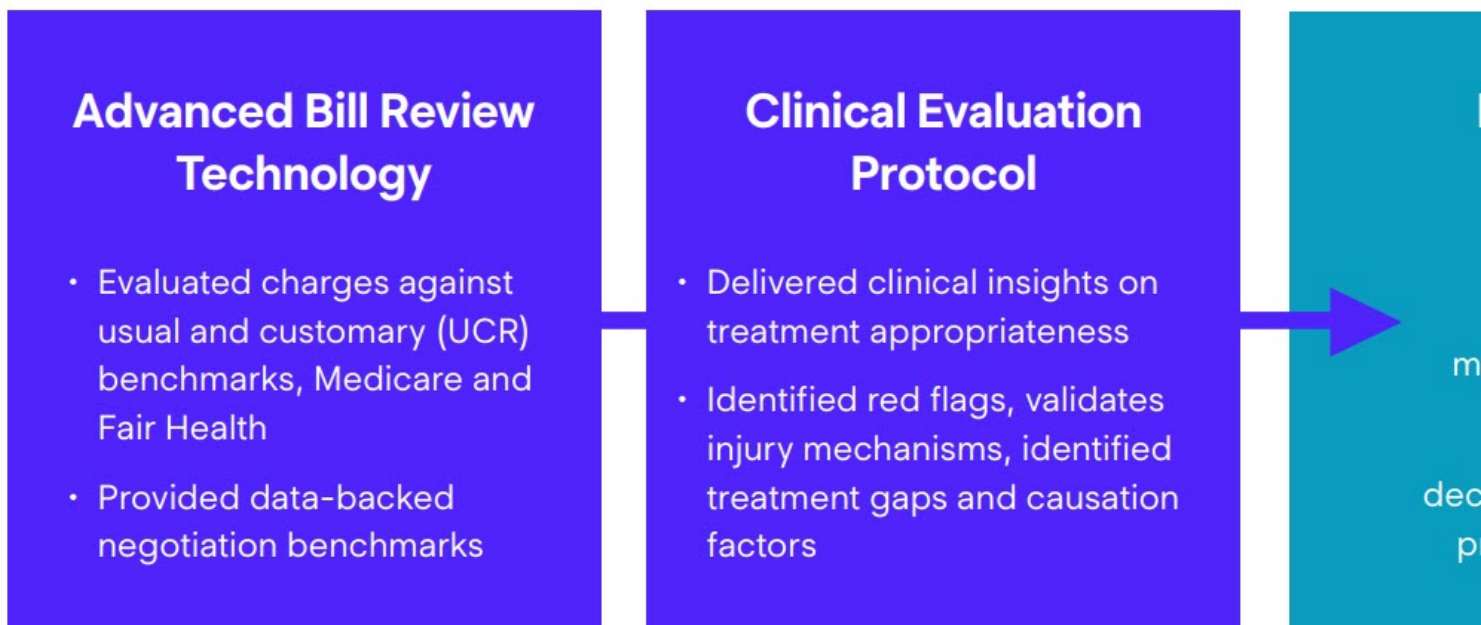 Advanced Bill Review
Technology
• Evaluated charges against
usual and customary (UCR)
benchmarks, Medicare and
Fair Health
• Provided data-backed
negotiation benchmarks
Clinical Evaluation
Protocol
• Delivered clinical insights on
treatment appropriateness
• Identified red flags, validates
injury mechanisms, identified
treatment gaps and causation
factors